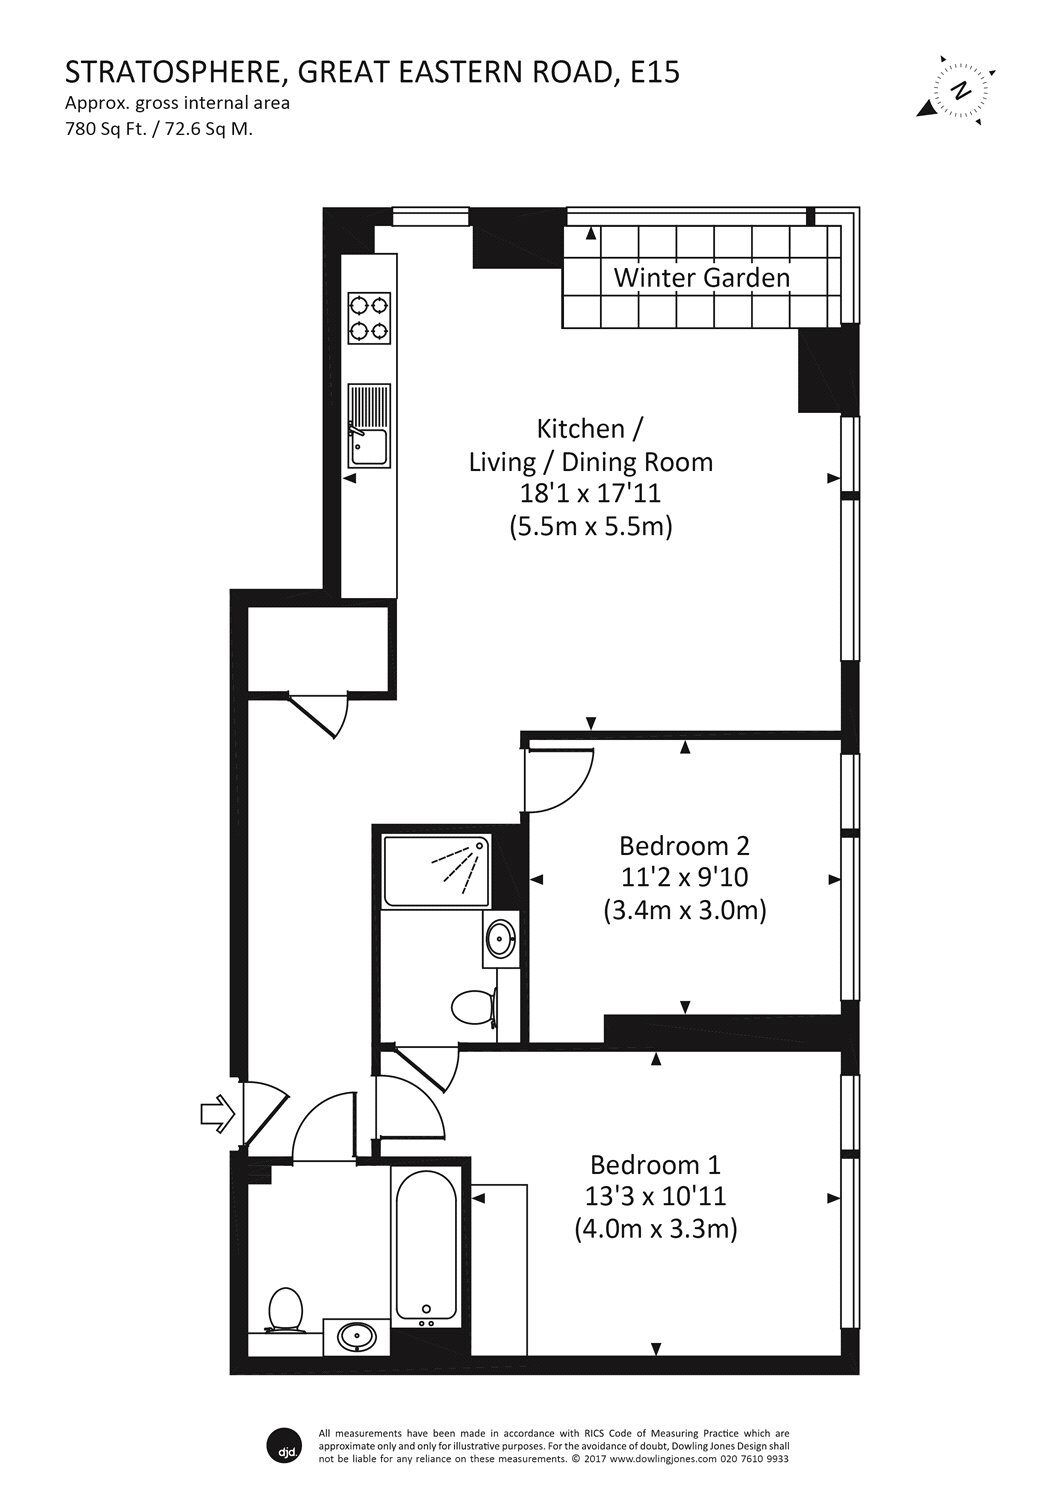 STRATOSPHERE, GREAT EASTERN ROAD, E15
Approx. gross internal area
780 Sq Ft. / 72.6 Sq M.
N
Winter Garden
Kitchen /
Living / Dining Room
18'1 x 17'11
(5.5m x 5.5m)
Bedroom 2
11'2 x 9'10
(3.4m x 3.0m)
Bedroom 1
13'3 x 10'11
(4.0m x 3.3m)
djd.
All measurements have been made in accordance with RICS Code of Measuring Practice which are
approximate only and only for illustrative purposes. For the avoidance of doubt, Dowling Jones Design shall
not be liable for any reliance on these measurements. © 2017 www.dowlingjones.com 020 7610 9933